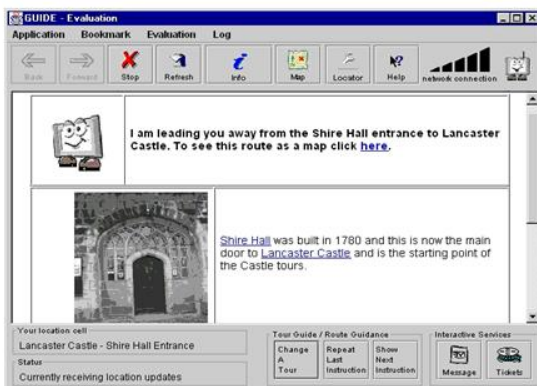 GUIDE - Evaluation
Application Bookmark Evaluation Log
Back Forward Stop Refresh Info Map Locator Help network connection
I am leading you away from the Shire Hall entrance to Lancaster
Castle. To see this route as a map click here.
Shire Hall was built in 1780 and this is now the main
door to Lancaster Castle and is the starting point of
the Castle tours.
Your location cell
Lancaster Castle - Shire Hall Entrance
Status
Currently receiving location updates
Tour Guide / Route Guidance
Change
A
Tour
Repeat
Last
Instruction
Show
Next
Instruction
Interactive Services
Message Tickets